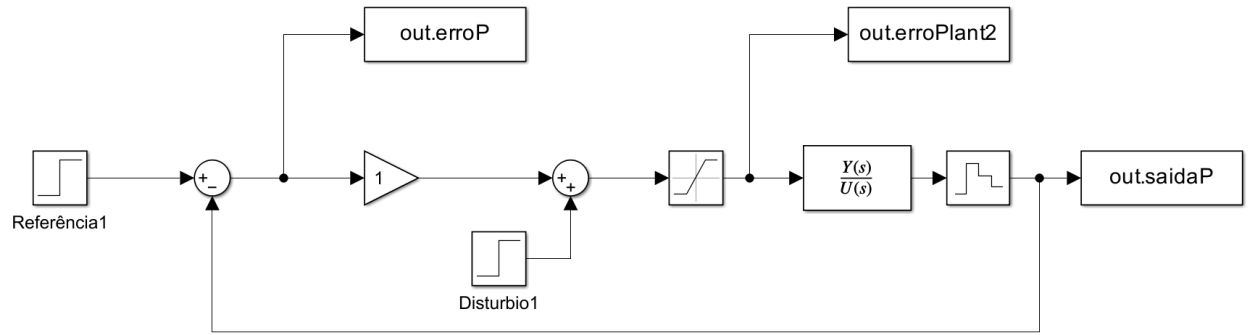 out.erroP
out.erroPlant2
+
−
1
+
+
Y(s)
U(s)
out.saidaP
Referência1
Disturbio1